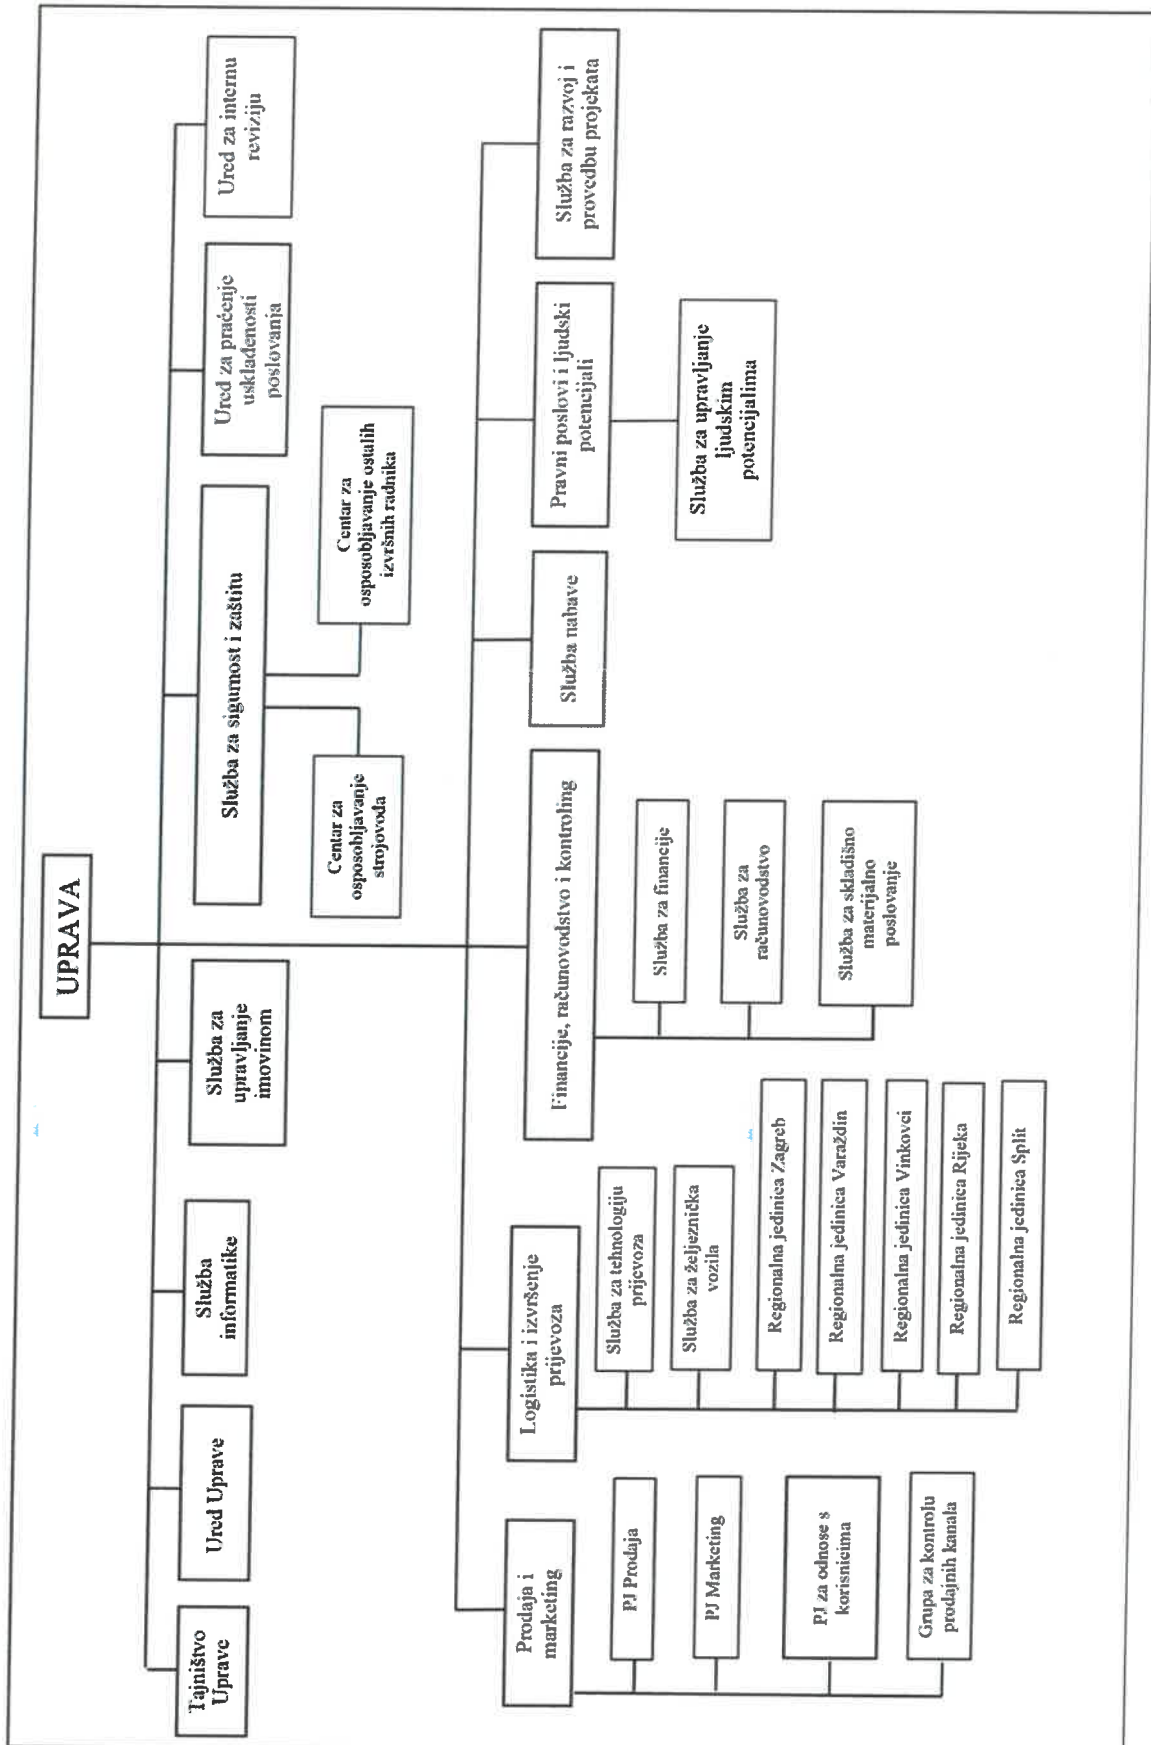 UPRAVA
Tajništvo
Uprave
Ured Uprave
Služba
informatike
Služba za
upravljanje
imovinom
Služba za sigurnost i zaštitu
Ured za praćenje
usklađenosti
poslovanja
Ured za internu
reviziju
Centar za
osposobljavanje
strojovođa
Centar za
osposobljavanje ostalih
izvršnih radnika
Prodaja i
marketing
PJ Prodaja
PJ Marketing
PJ za odnose s
korisnicima
Grupa za kontrolu
prodajnih kanala
Logistika i izvršenje
prijevoza
Služba za tehnologiju
prijevoza
Služba za željeznička
vozila
Regionalna jedinica Zagreb
Regionalna jedinica Varaždin
Regionalna jedinica Vinkovci
Regionalna jedinica Rijeka
Regionalna jedinica Split
Financije, računovodstvo i kontroling
Služba za financije
Služba za
računovodstvo
Služba za skladišno
materijalno
poslovanje
Služba nabave
Pravni poslovi i ljudski
potencijali
Služba za upravljanje
ljudskim
potencijalima
Služba za razvoj i
provedbu projekata